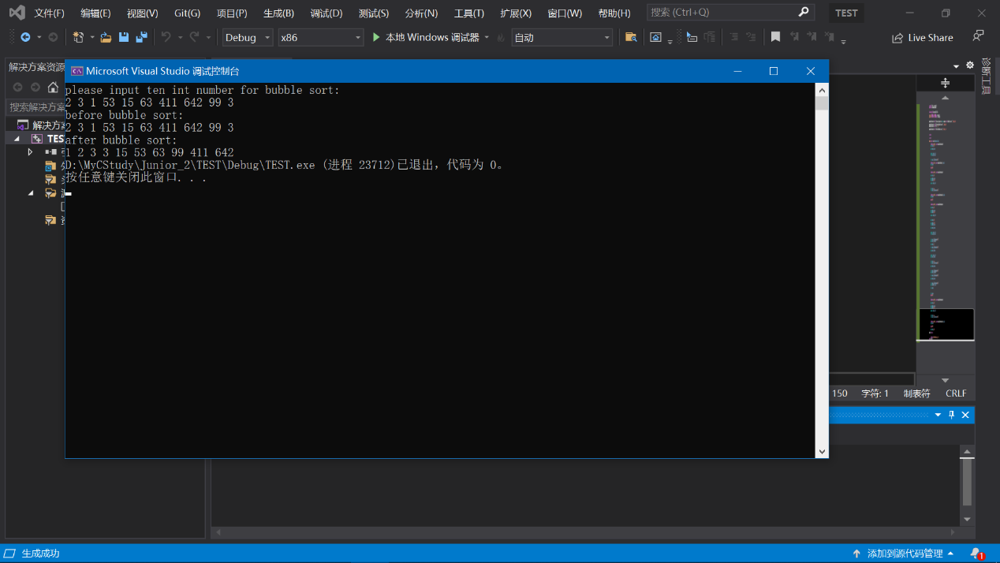 文件(F) 编辑(E) 视图(V) Git(G) 项目(P) 生成(B) 调试(D) 测试(S) 分析(N) 工具(T) 扩展(X) 窗口(W) 帮助(H) 搜索 (Ctrl+Q) TEST
Debug x86 本地 Windows 调试器 自动 Live Share
解决方案资源
诊断工具
Microsoft Visual Studio 调试控制台
please input ten int number for bubble sort:
2 3 1 53 15 63 411 642 99 3
搜索解决方案
before bubble sort:
解决方
2 3 1 53 15 63 411 642 99 3
TES
after bubble sort:
1 2 3 3 15 53 63 99 411 642
D:\MyCStudy\Junior_2\TEST\Debug\TEST.exe (进程 23712)已退出，代码为 0。
按任意键关闭此窗口. . .
150 字符: 1 制表符 CRLF
生成成功 添加到源代码管理 1